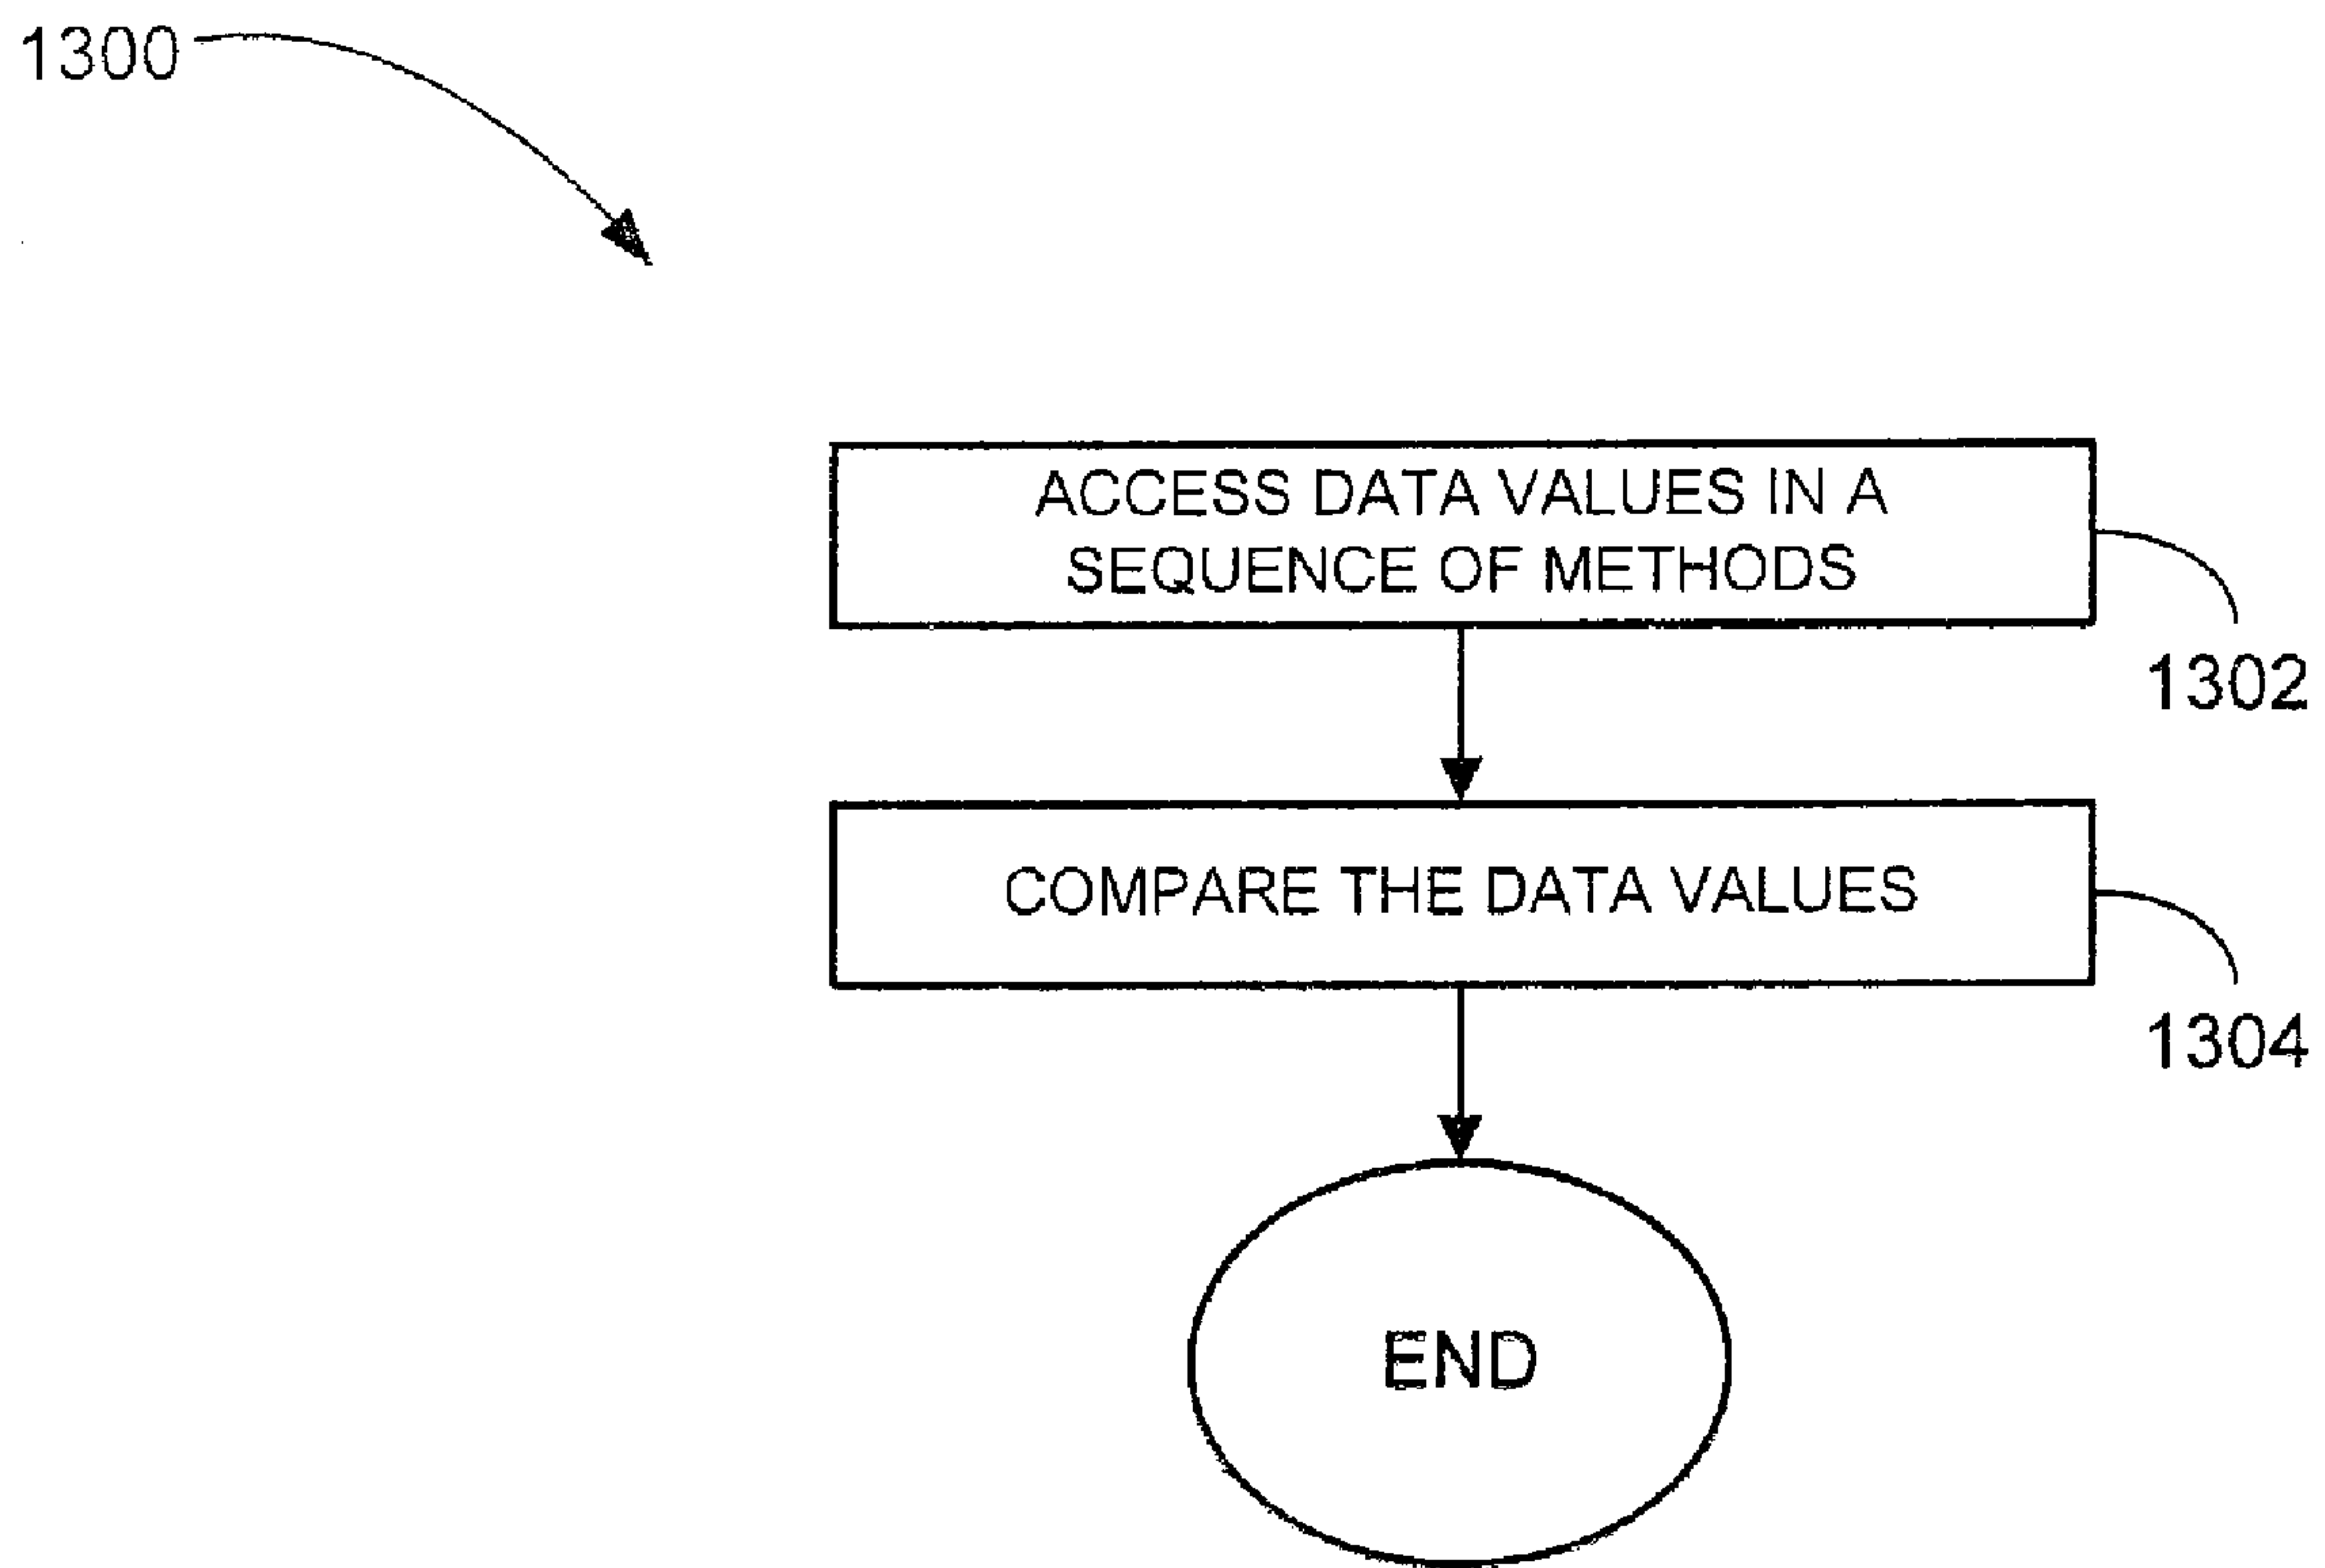 1300
ACCESS DATA VALUES IN A
SEQUENCE OF METHODS
1302
COMPARE THE DATA VALUES
1304
END